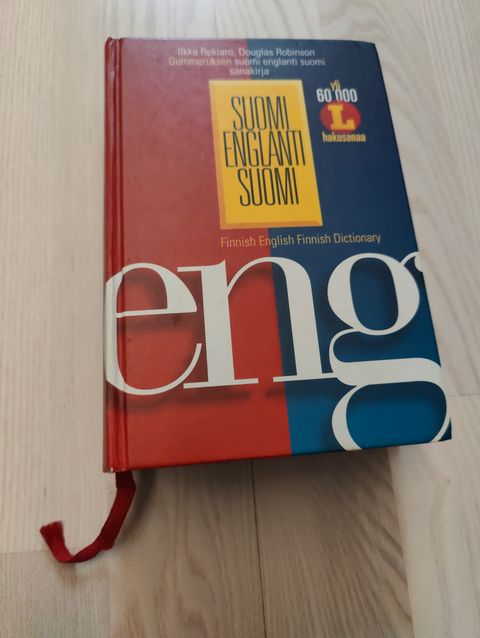 Ilkka Rekiaro, Douglas Robinson
Gummeruksen suomi englanti suomi
sanakirja
yli
60 000
L
hakusanaa
SUOMI
ENGLANTI
SUOMI
Finnish English Finnish Dictionary
eng